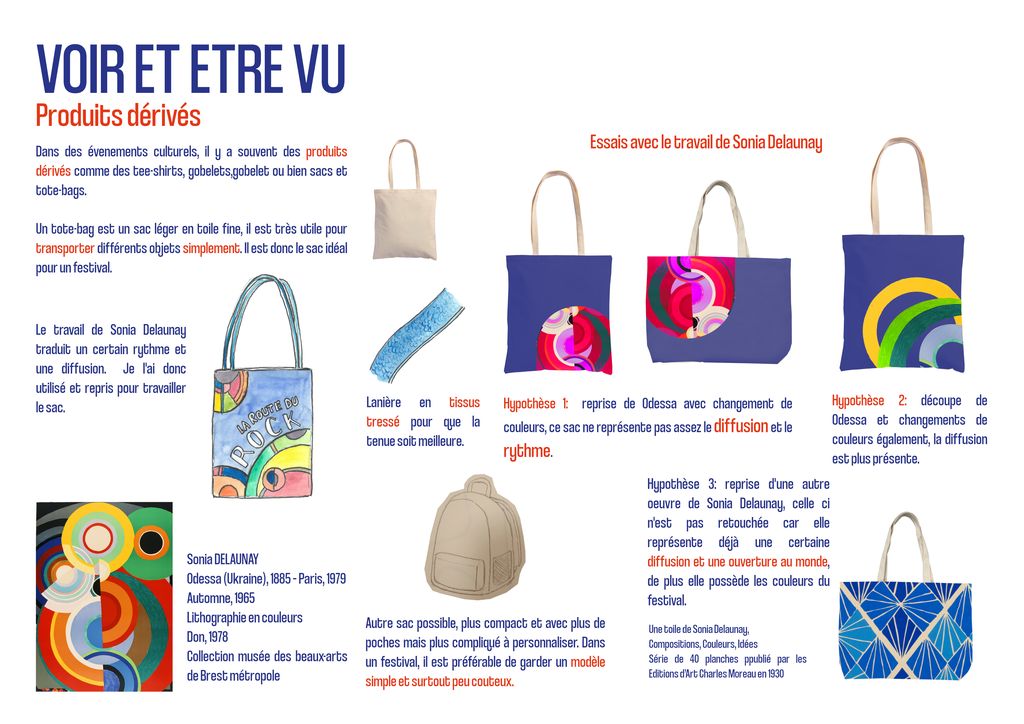 VOIR ET ETRE VU
Produits dérivés
Dans des évenements culturels, il y a souvent des produits
dérivés comme des tee-shirts, gobelets,gobelet ou bien sacs et
tote-bags.
Un tote-bag est un sac léger en toile fine, il est très utile pour
transporter différents objets simplement. Il est donc le sac idéal
pour un festival.
Le travail de Sonia Delaunay
traduit un certain rythme et
une diffusion. Je l'ai donc
utilisé et repris pour travailler
le sac.
LA ROUTE DU
ROCK
Sonia DELAUNAY
Odessa (Ukraine), 1885 - Paris, 1979
Automne, 1965
Lithographie en couleurs
Don, 1978
Collection musée des beaux-arts
de Brest métropole
Lanière en tissus
tressé pour que la
tenue soit meilleure.
Autre sac possible, plus compact et avec plus de
poches mais plus compliyué à personnaliser. Dans
un festival, il est préférable de garder un modèle
simple et surtout peu couteux.
Essais avec le travail de Sonia Delaunay
Hypothèse 1: reprise de Odessa avec changement de
couleurs, ce sac ne représente pas assez le diffusion et le
rythme.
Hypothèse 2: découpe de
Odessa et changements de
couleurs également, la diffusion
est plus présente.
Hypothèse 3: reprise d'une autre
oeuvre de Sonia Delaunay, celle ci
n'est pas retouchée car elle
représente déjà une certaine
diffusion et une ouverture au monde,
de plus elle possède les couleurs du
festival.
Une toile de Sonia Delaunay,
Compositions, Couleurs, Idées
Série de 40 planches ppublié par les
Editions d'Art Charles Moreau en 1930